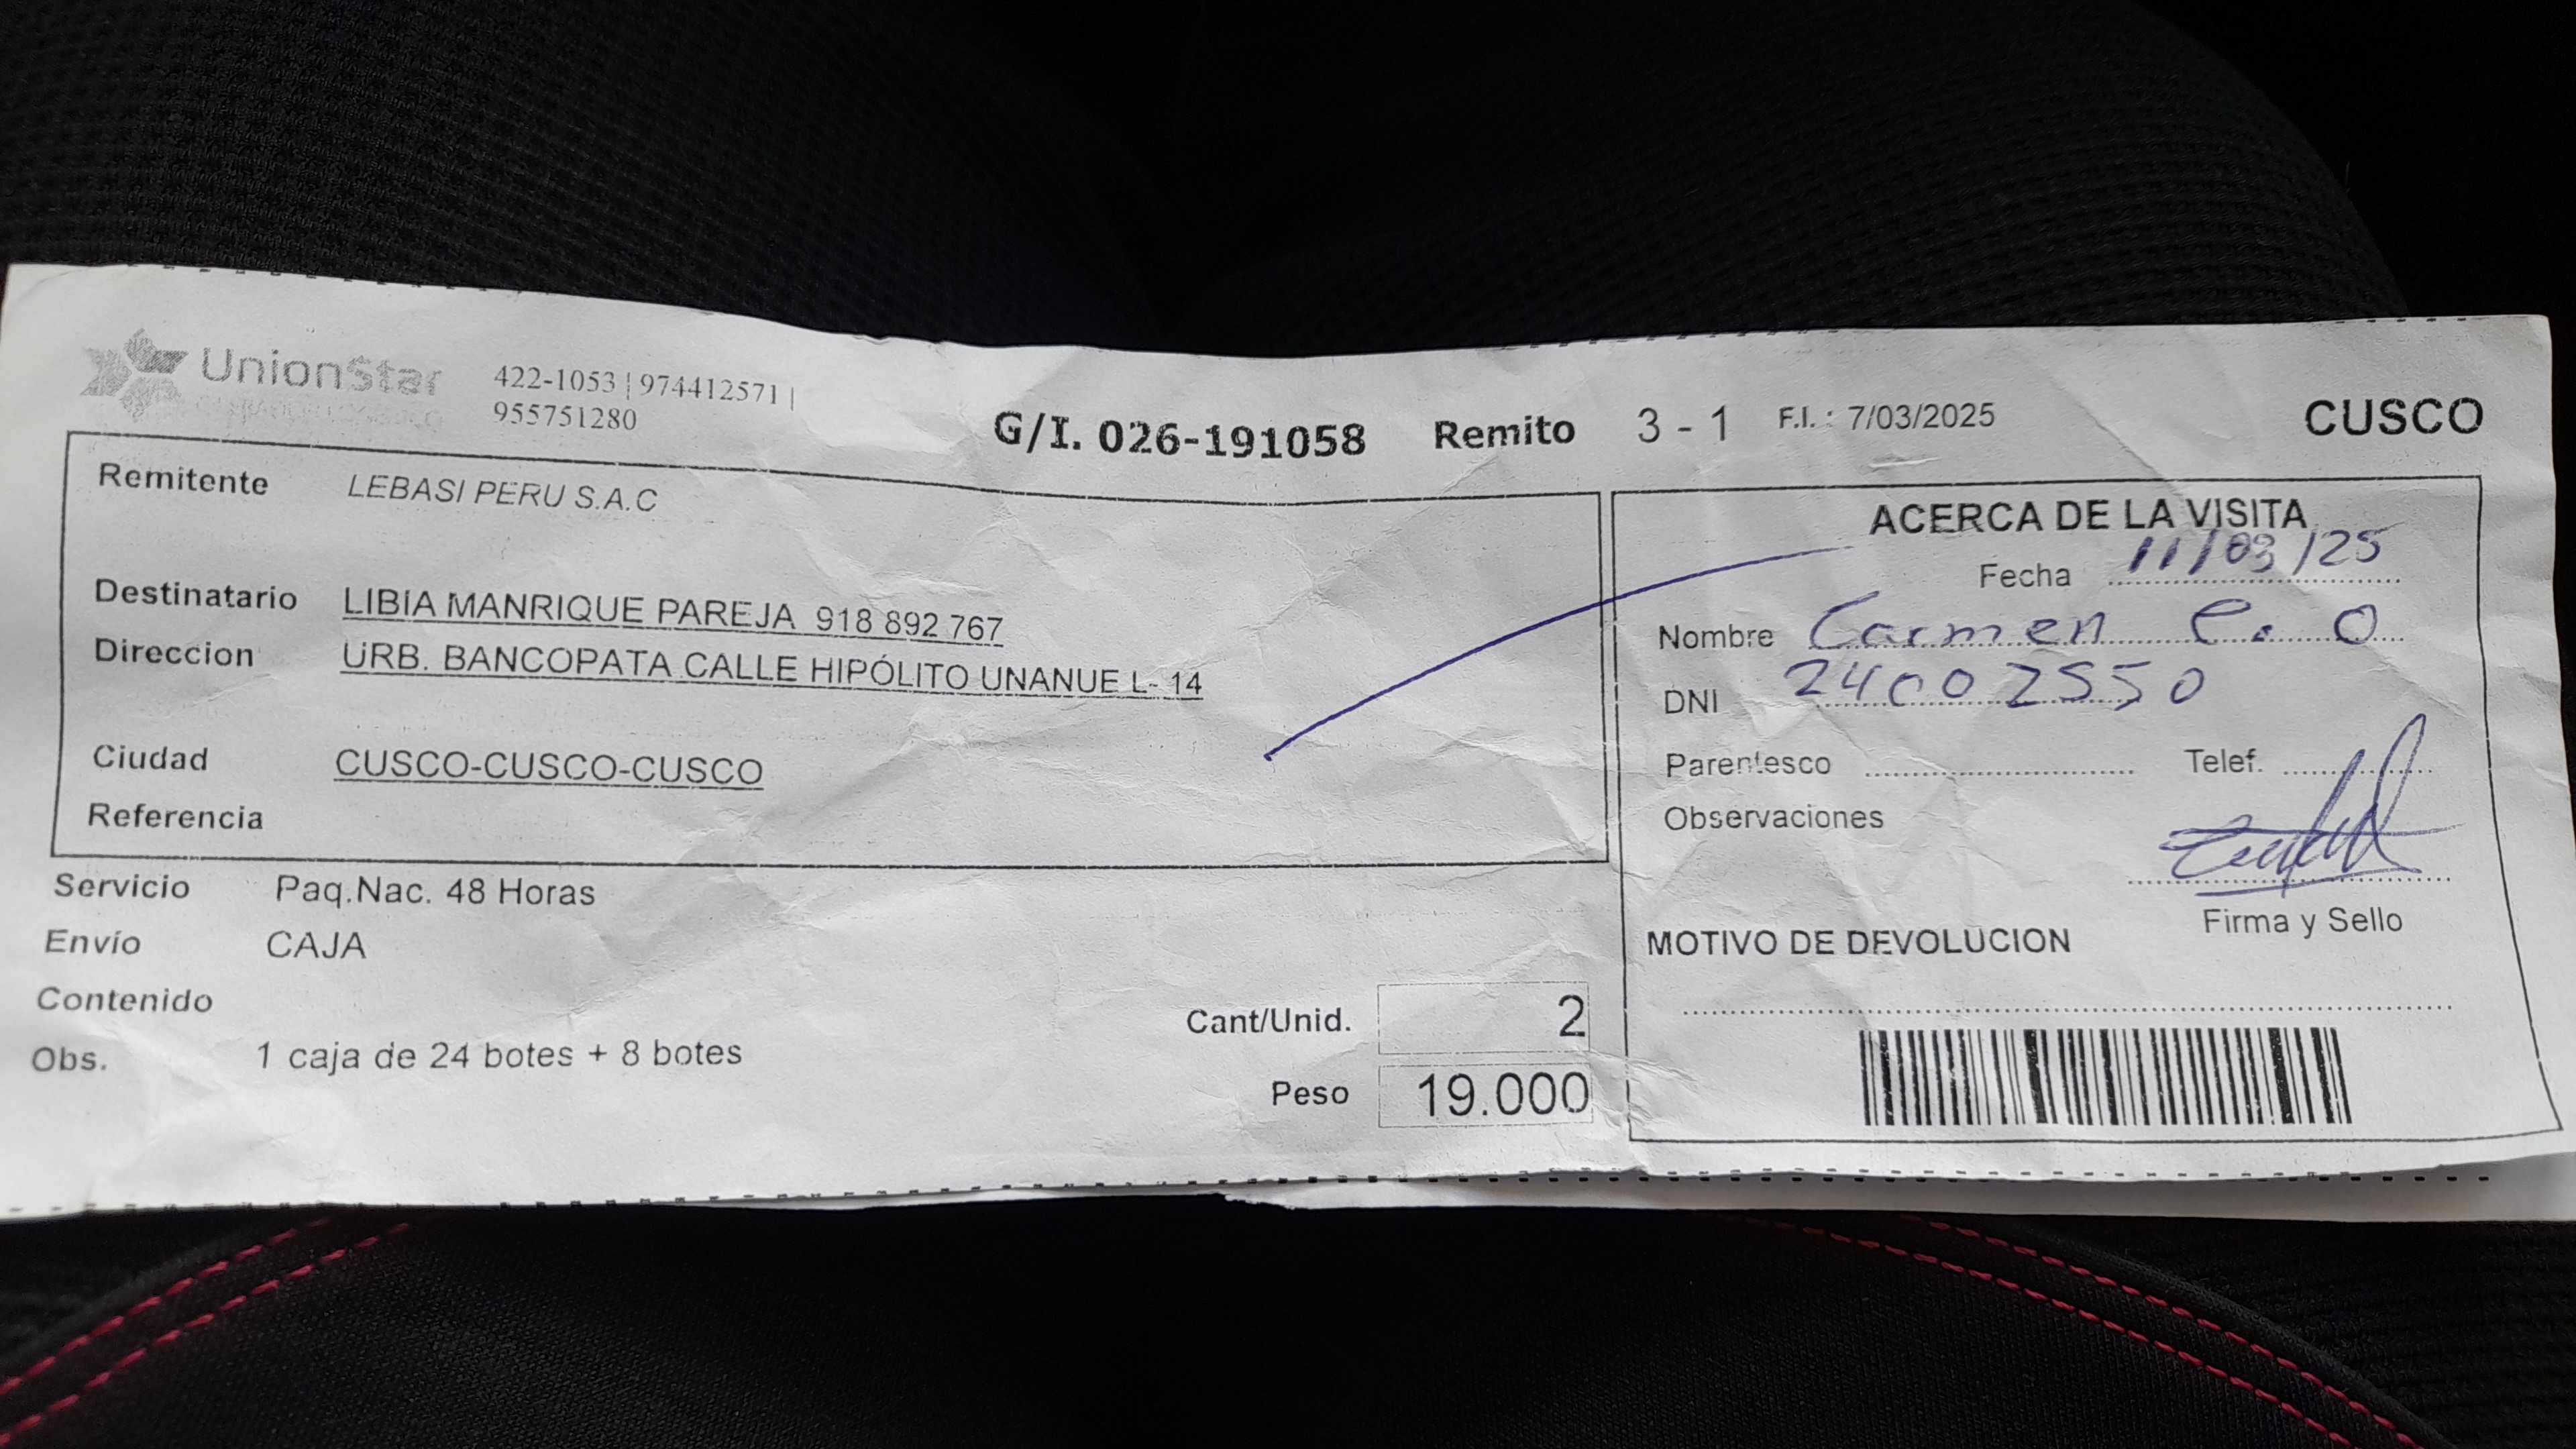 UnionStar
422-1053 | 974412571 |
955751280
G/I. 026-191058 Remito 3 - 1 F.I. : 7/03/2025 CUSCO
Remitente LEBASI PERU S.A.C
Destinatario LIBIA MANRIQUE PAREJA 918 892 767
Direccion URB. BANCOPATA CALLE HIPÓLITO UNANUE L- 14
Ciudad CUSCO-CUSCO-CUSCO
Referencia
Servicio Paq.Nac. 48 Horas
Envío CAJA
Contenido
Obs. 1 caja de 24 botes + 8 botes
Cant/Unid. 2
Peso 19.000
ACERCA DE LA VISITA
Fecha 11/03/25
Nombre Carmen C. O
DNI 24002550
Parentesco Telef.
Observaciones
Firma y Sello
MOTIVO DE DEVOLUCION